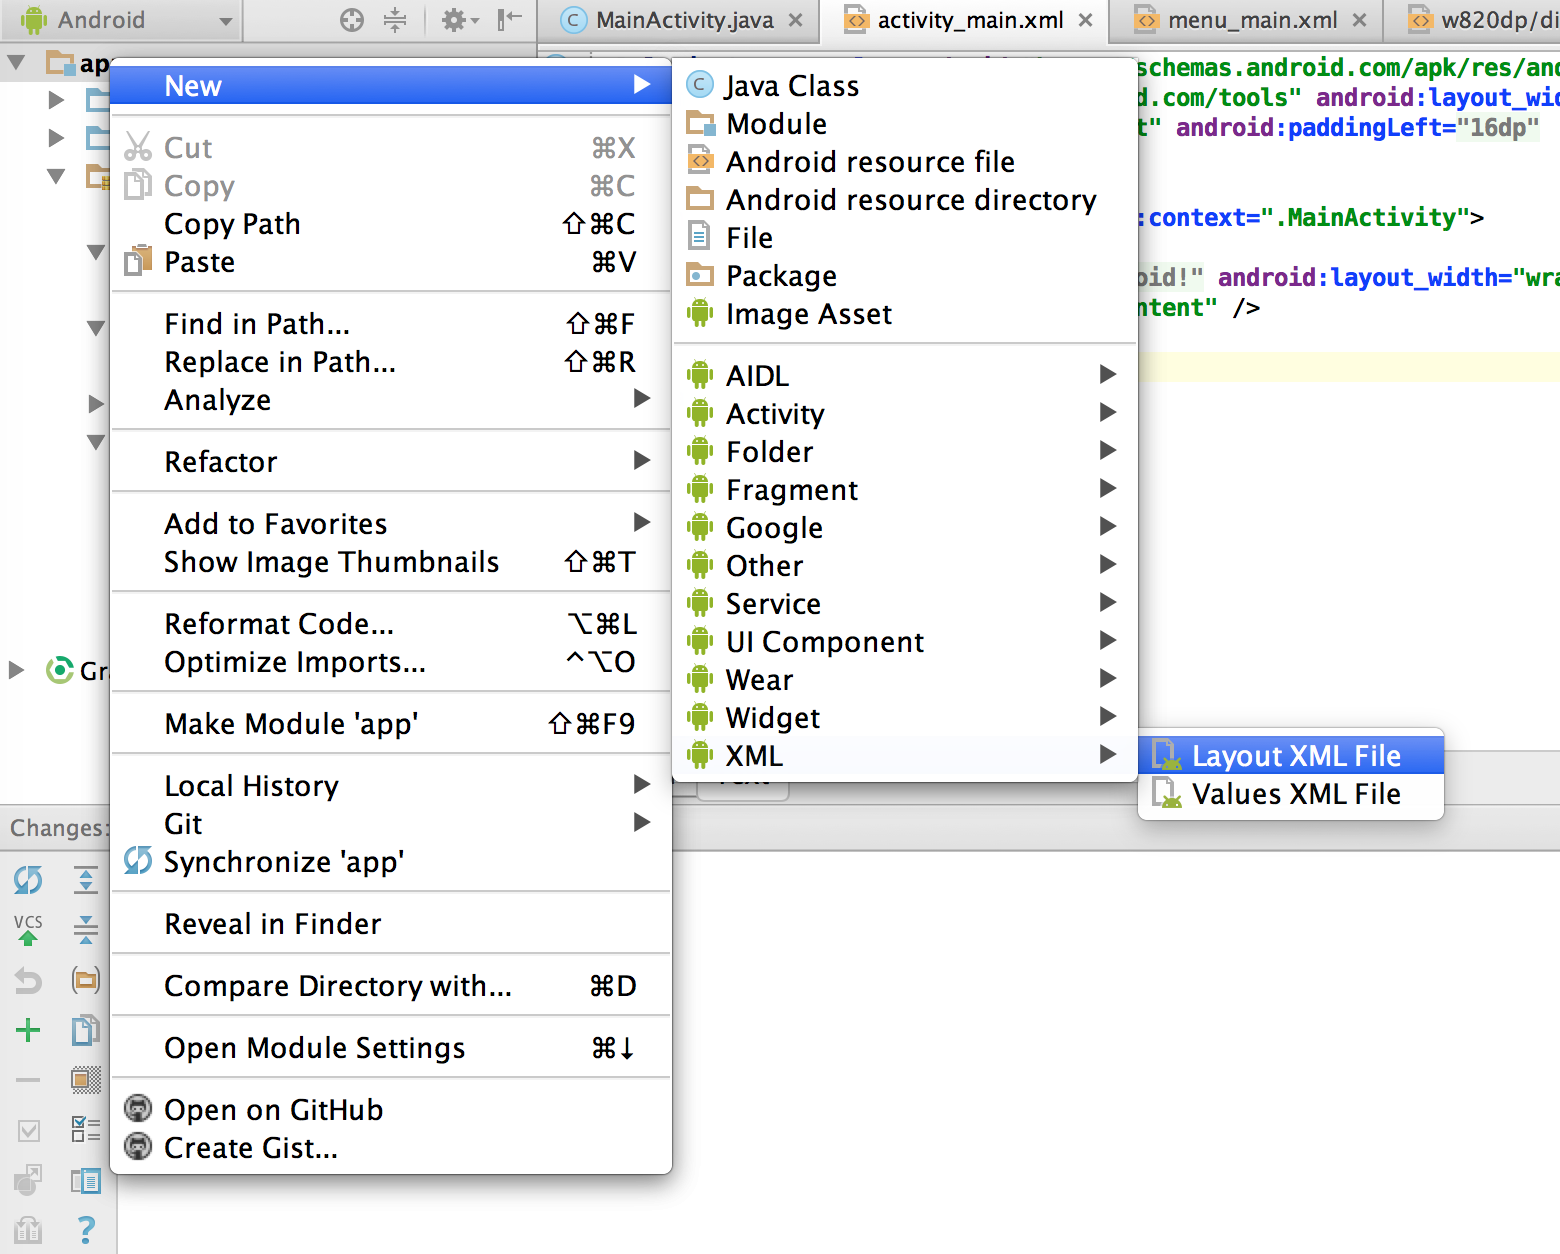 Android
MainActivity.java
activity_main.xml
menu_main.xml
w820dp/di
ap
schemas.android.com/apk/res/and
d.com/tools" android:layout_wid
t" android:paddingLeft="16dp"
:context=".MainActivity">
oid!" android:layout_width="wra
ntent" />
New
Cut ⌘X
Copy ⌘C
Copy Path ⇧⌘C
Paste ⌘V
Find in Path... ⇧⌘F
Replace in Path... ⇧⌘R
Analyze
Refactor
Add to Favorites
Show Image Thumbnails ⇧⌘T
Reformat Code... ⌥⌘L
Optimize Imports... ^⌥O
Make Module 'app' ⇧⌘F9
Local History
Git
Synchronize 'app'
Reveal in Finder
Compare Directory with... ⌘D
Open Module Settings ⌘↓
Open on GitHub
Create Gist...
Java Class
Module
Android resource file
Android resource directory
File
Package
Image Asset
AIDL
Activity
Folder
Fragment
Google
Other
Service
UI Component
Wear
Widget
XML
Layout XML File
Values XML File
Gra
Changes:
VCS